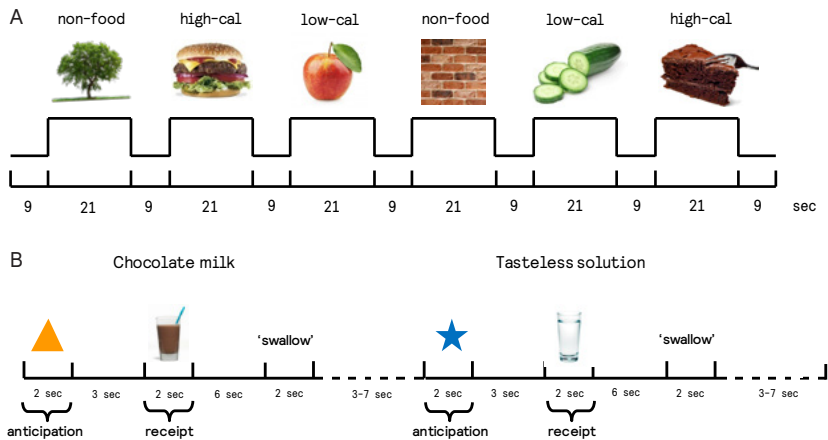 A
non-food high-cal low-cal non-food low-cal high-cal
9 21 9 21 9 21 9 21 9 21 9 21 9 sec
B
Chocolate milk Tasteless solution
'swallow' 'swallow'
2 sec 3 sec 2 sec 6 sec 2 sec 3-7 sec 2 sec 3 sec 2 sec 6 sec 2 sec 3-7 sec
anticipation receipt anticipation receipt